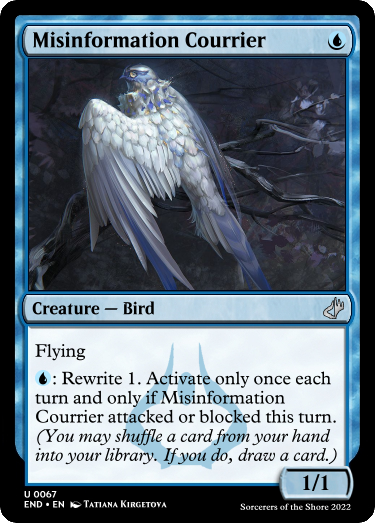 Misinformation Courrier
Creature — Bird
Flying
: Rewrite 1. Activate only once each
turn and only if Misinformation
Courrier attacked or blocked this turn.
(You may shuffle a card from your hand
into your library. If you do, draw a card.)
1/1
U 0067
END • EN Tatiana Kirgetova
Sorcerers of the Shore 2022